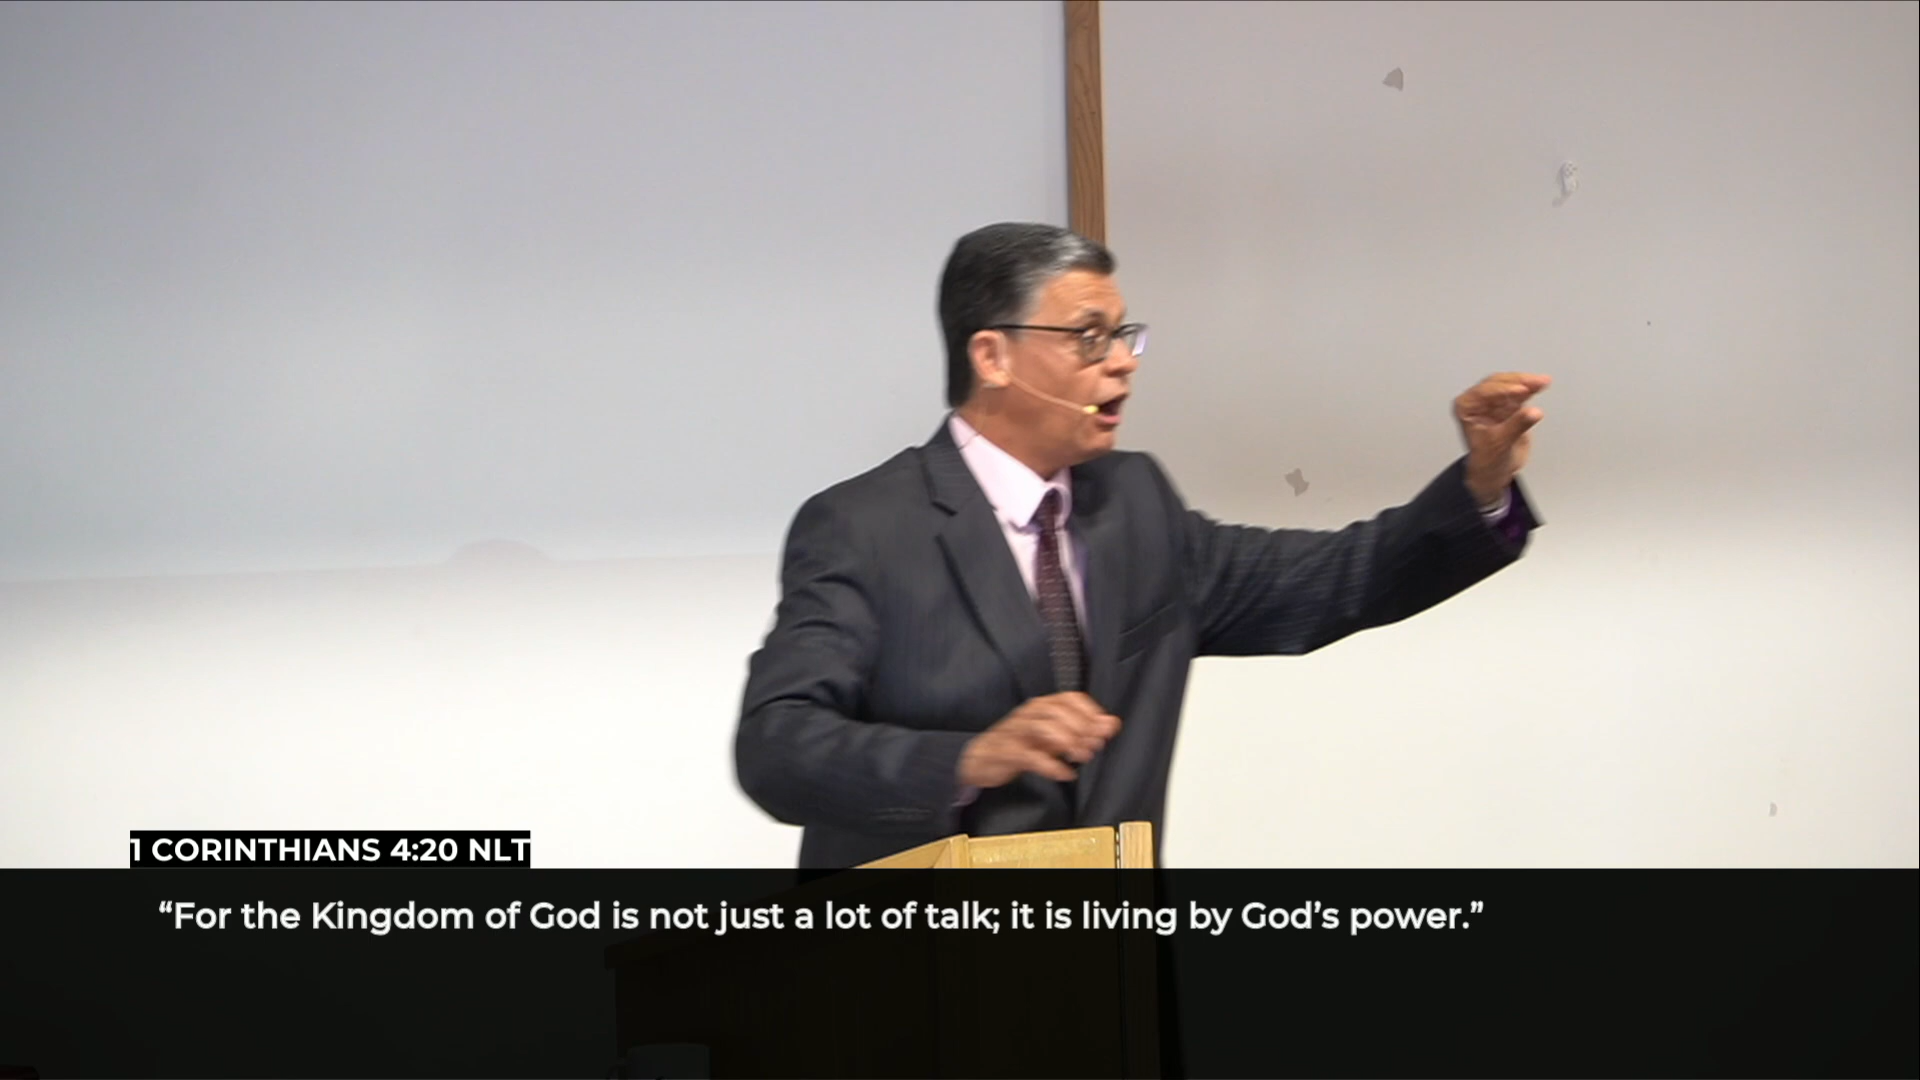 1 CORINTHIANS 4:20 NLT
“For the Kingdom of God is not just a lot of talk; it is living by God’s power.”